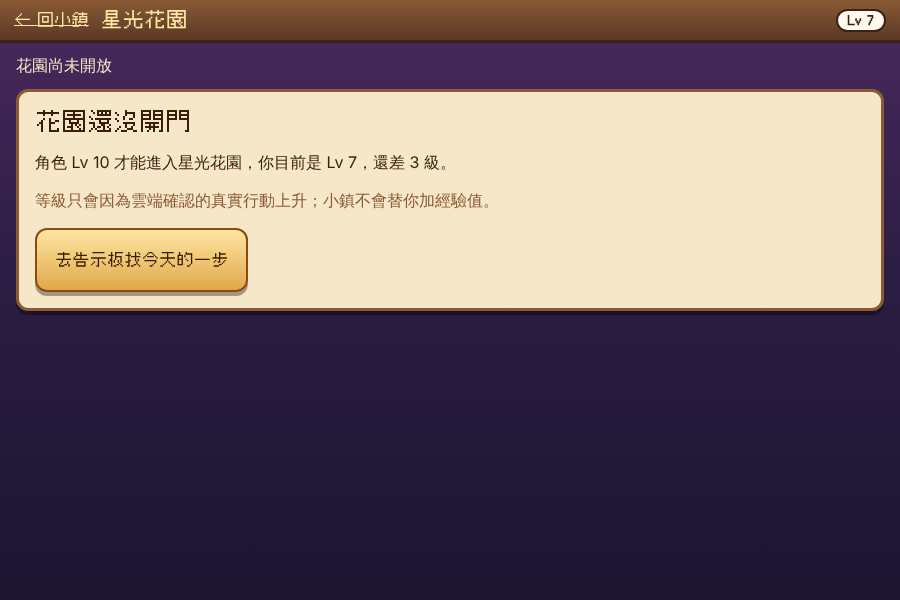 ← 回小鎮 星光花園 Lv 7
花園尚未開放
花園還沒開門
角色 Lv 10 才能進入星光花園，你目前是 Lv 7，還差 3 級。
等級只會因為雲端確認的真實行動上升；小鎮不會替你加經驗值。
去告示板找今天的一步